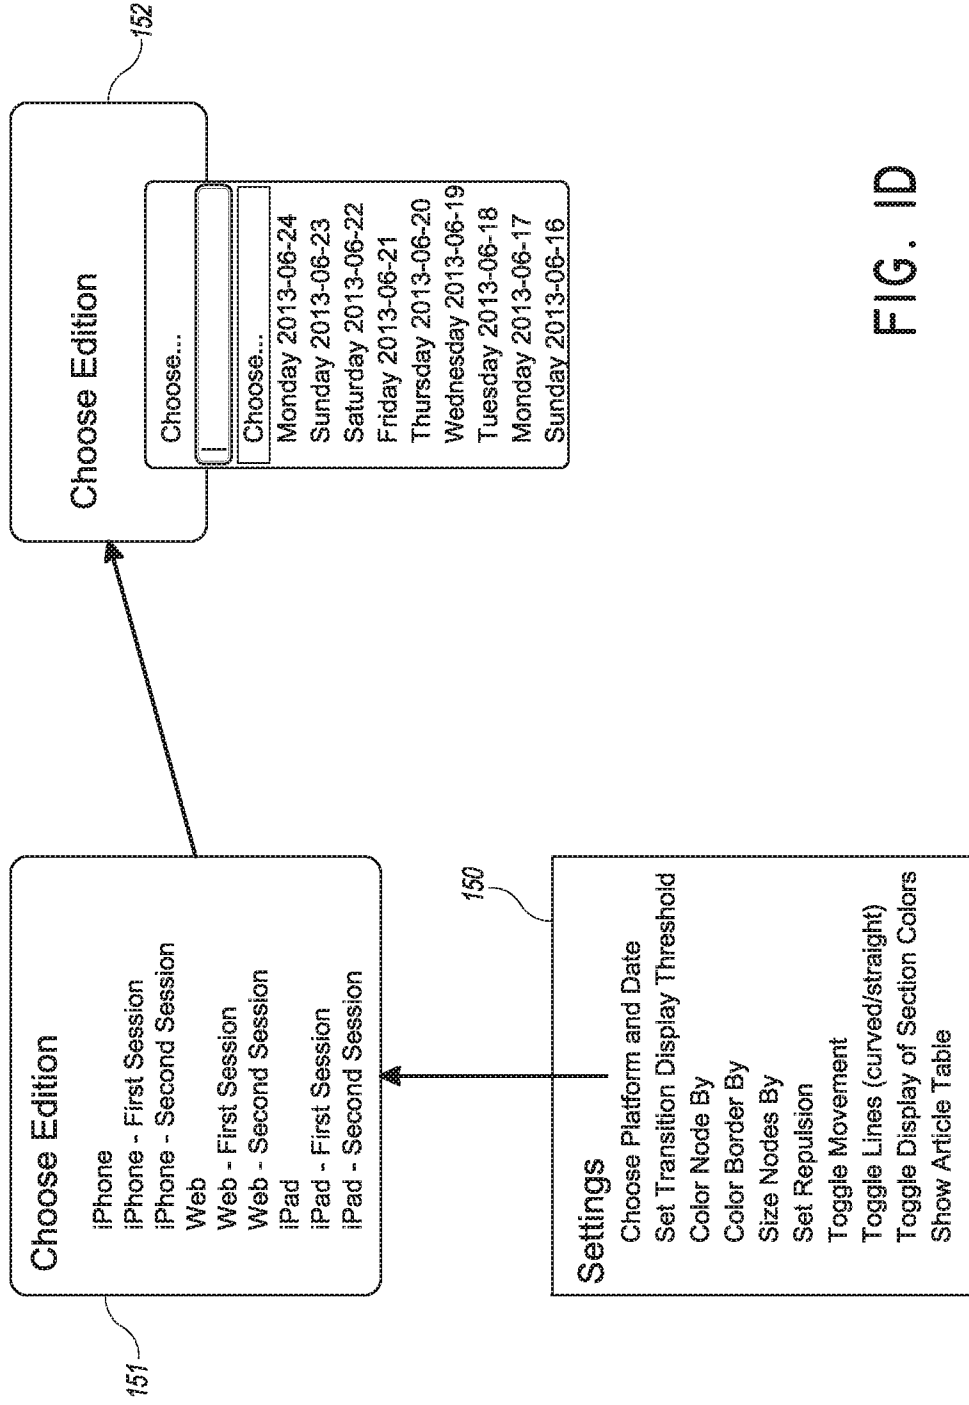 151
Choose Edition
iPhone
iPhone - First Session
iPhone - Second Session
Web
Web - First Session
Web - Second Session
iPad
iPad - First Session
iPad - Second Session
150
Settings
Choose Platform and Date
Set Transition Display Threshold
Color Node By
Color Border By
Size Nodes By
Set Repulsion
Toggle Movement
Toggle Lines (curved/straight)
Toggle Display of Section Colors
Show Article Table
152
Choose Edition
Choose...
Choose...
Monday 2013-06-24
Sunday 2013-06-23
Saturday 2013-06-22
Friday 2013-06-21
Thursday 2013-06-20
Wednesday 2013-06-19
Tuesday 2013-06-18
Monday 2013-06-17
Sunday 2013-06-16
FIG. 1D